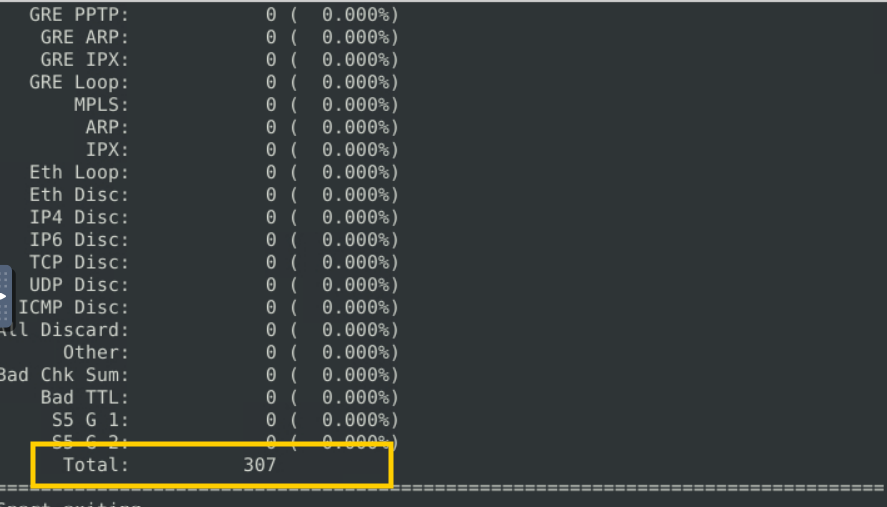 GRE PPTP: 0 ( 0.000%)
GRE ARP: 0 ( 0.000%)
GRE IPX: 0 ( 0.000%)
GRE Loop: 0 ( 0.000%)
MPLS: 0 ( 0.000%)
ARP: 0 ( 0.000%)
IPX: 0 ( 0.000%)
Eth Loop: 0 ( 0.000%)
Eth Disc: 0 ( 0.000%)
IP4 Disc: 0 ( 0.000%)
IP6 Disc: 0 ( 0.000%)
TCP Disc: 0 ( 0.000%)
UDP Disc: 0 ( 0.000%)
ICMP Disc: 0 ( 0.000%)
All Discard: 0 ( 0.000%)
Other: 0 ( 0.000%)
Bad Chk Sum: 0 ( 0.000%)
Bad TTL: 0 ( 0.000%)
S5 G 1: 0 ( 0.000%)
S5 G 2: 0 ( 0.000%)
Total: 307
===============================================================================